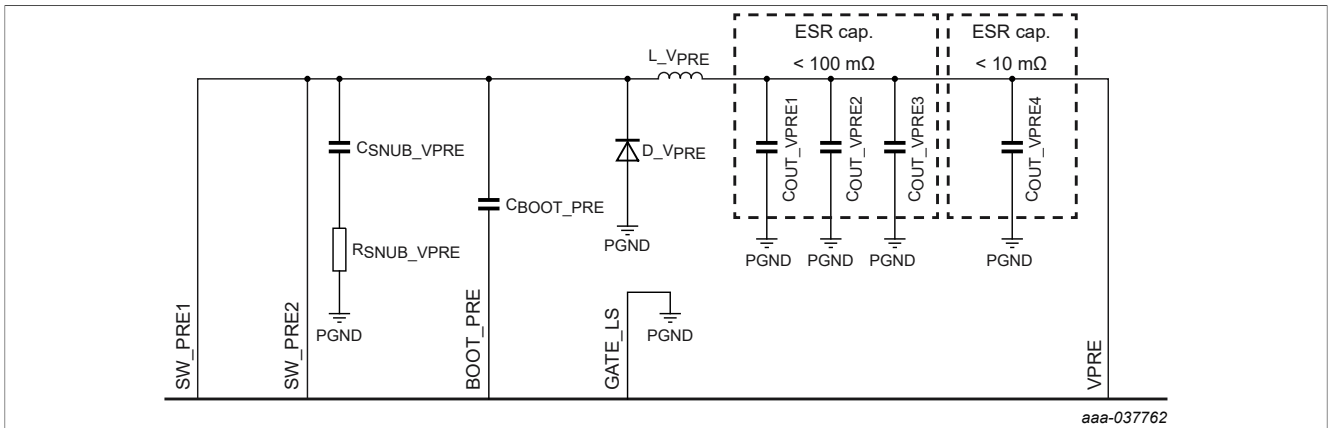 ESR cap.
< 100 mΩ
ESR cap.
< 10 mΩ
L_VPRE
CSNUB_VPRE
RSNUB_VPRE
PGND
CBOOT_PRE
D_VPRE
PGND
COUT_VPRE1
COUT_VPRE2
COUT_VPRE3
COUT_VPRE4
PGND
PGND
PGND
PGND
PGND
SW_PRE1
SW_PRE2
BOOT_PRE
GATE_LS
VPRE
aaa-037762